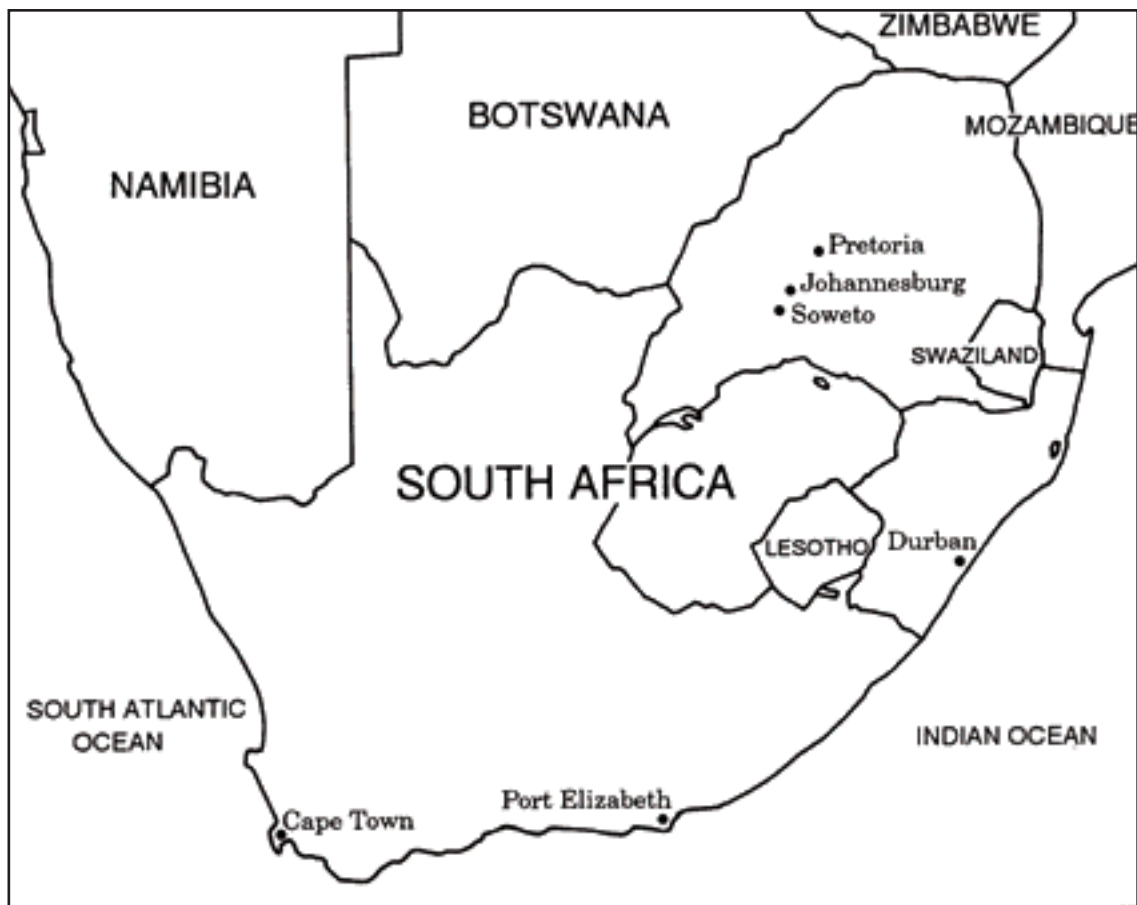 ZIMBABWE
BOTSWANA
MOZAMBIQUE
NAMIBIA
Pretoria
Johannesburg
Soweto
SWAZILAND
SOUTH AFRICA
LESOTHO
Durban
SOUTH ATLANTIC
OCEAN
INDIAN OCEAN
Port Elizabeth
Cape Town